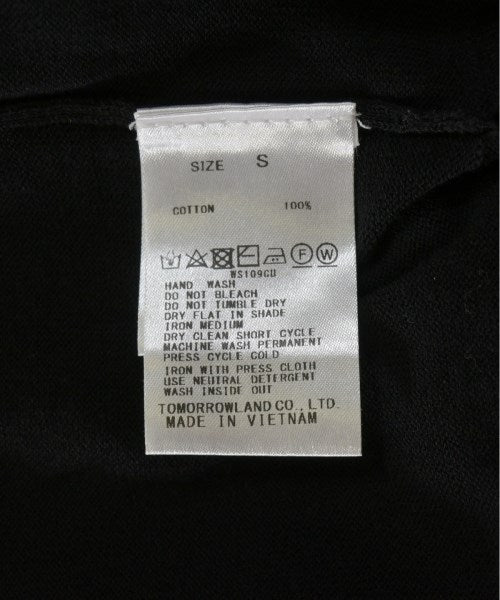 SIZE S
COTTON 100%
F W
WS109CU
HAND WASH
DO NOT BLEACH
DO NOT TUMBLE DRY
DRY FLAT IN SHADE
IRON MEDIUM
DRY CLEAN SHORT CYCLE
MACHINE WASH PERMANENT
PRESS CYCLE COLD
IRON WITH PRESS CLOTH
USE NEUTRAL DETERGENT
WASH INSIDE OUT
TOMORROWLAND CO., LTD.
MADE IN VIETNAM